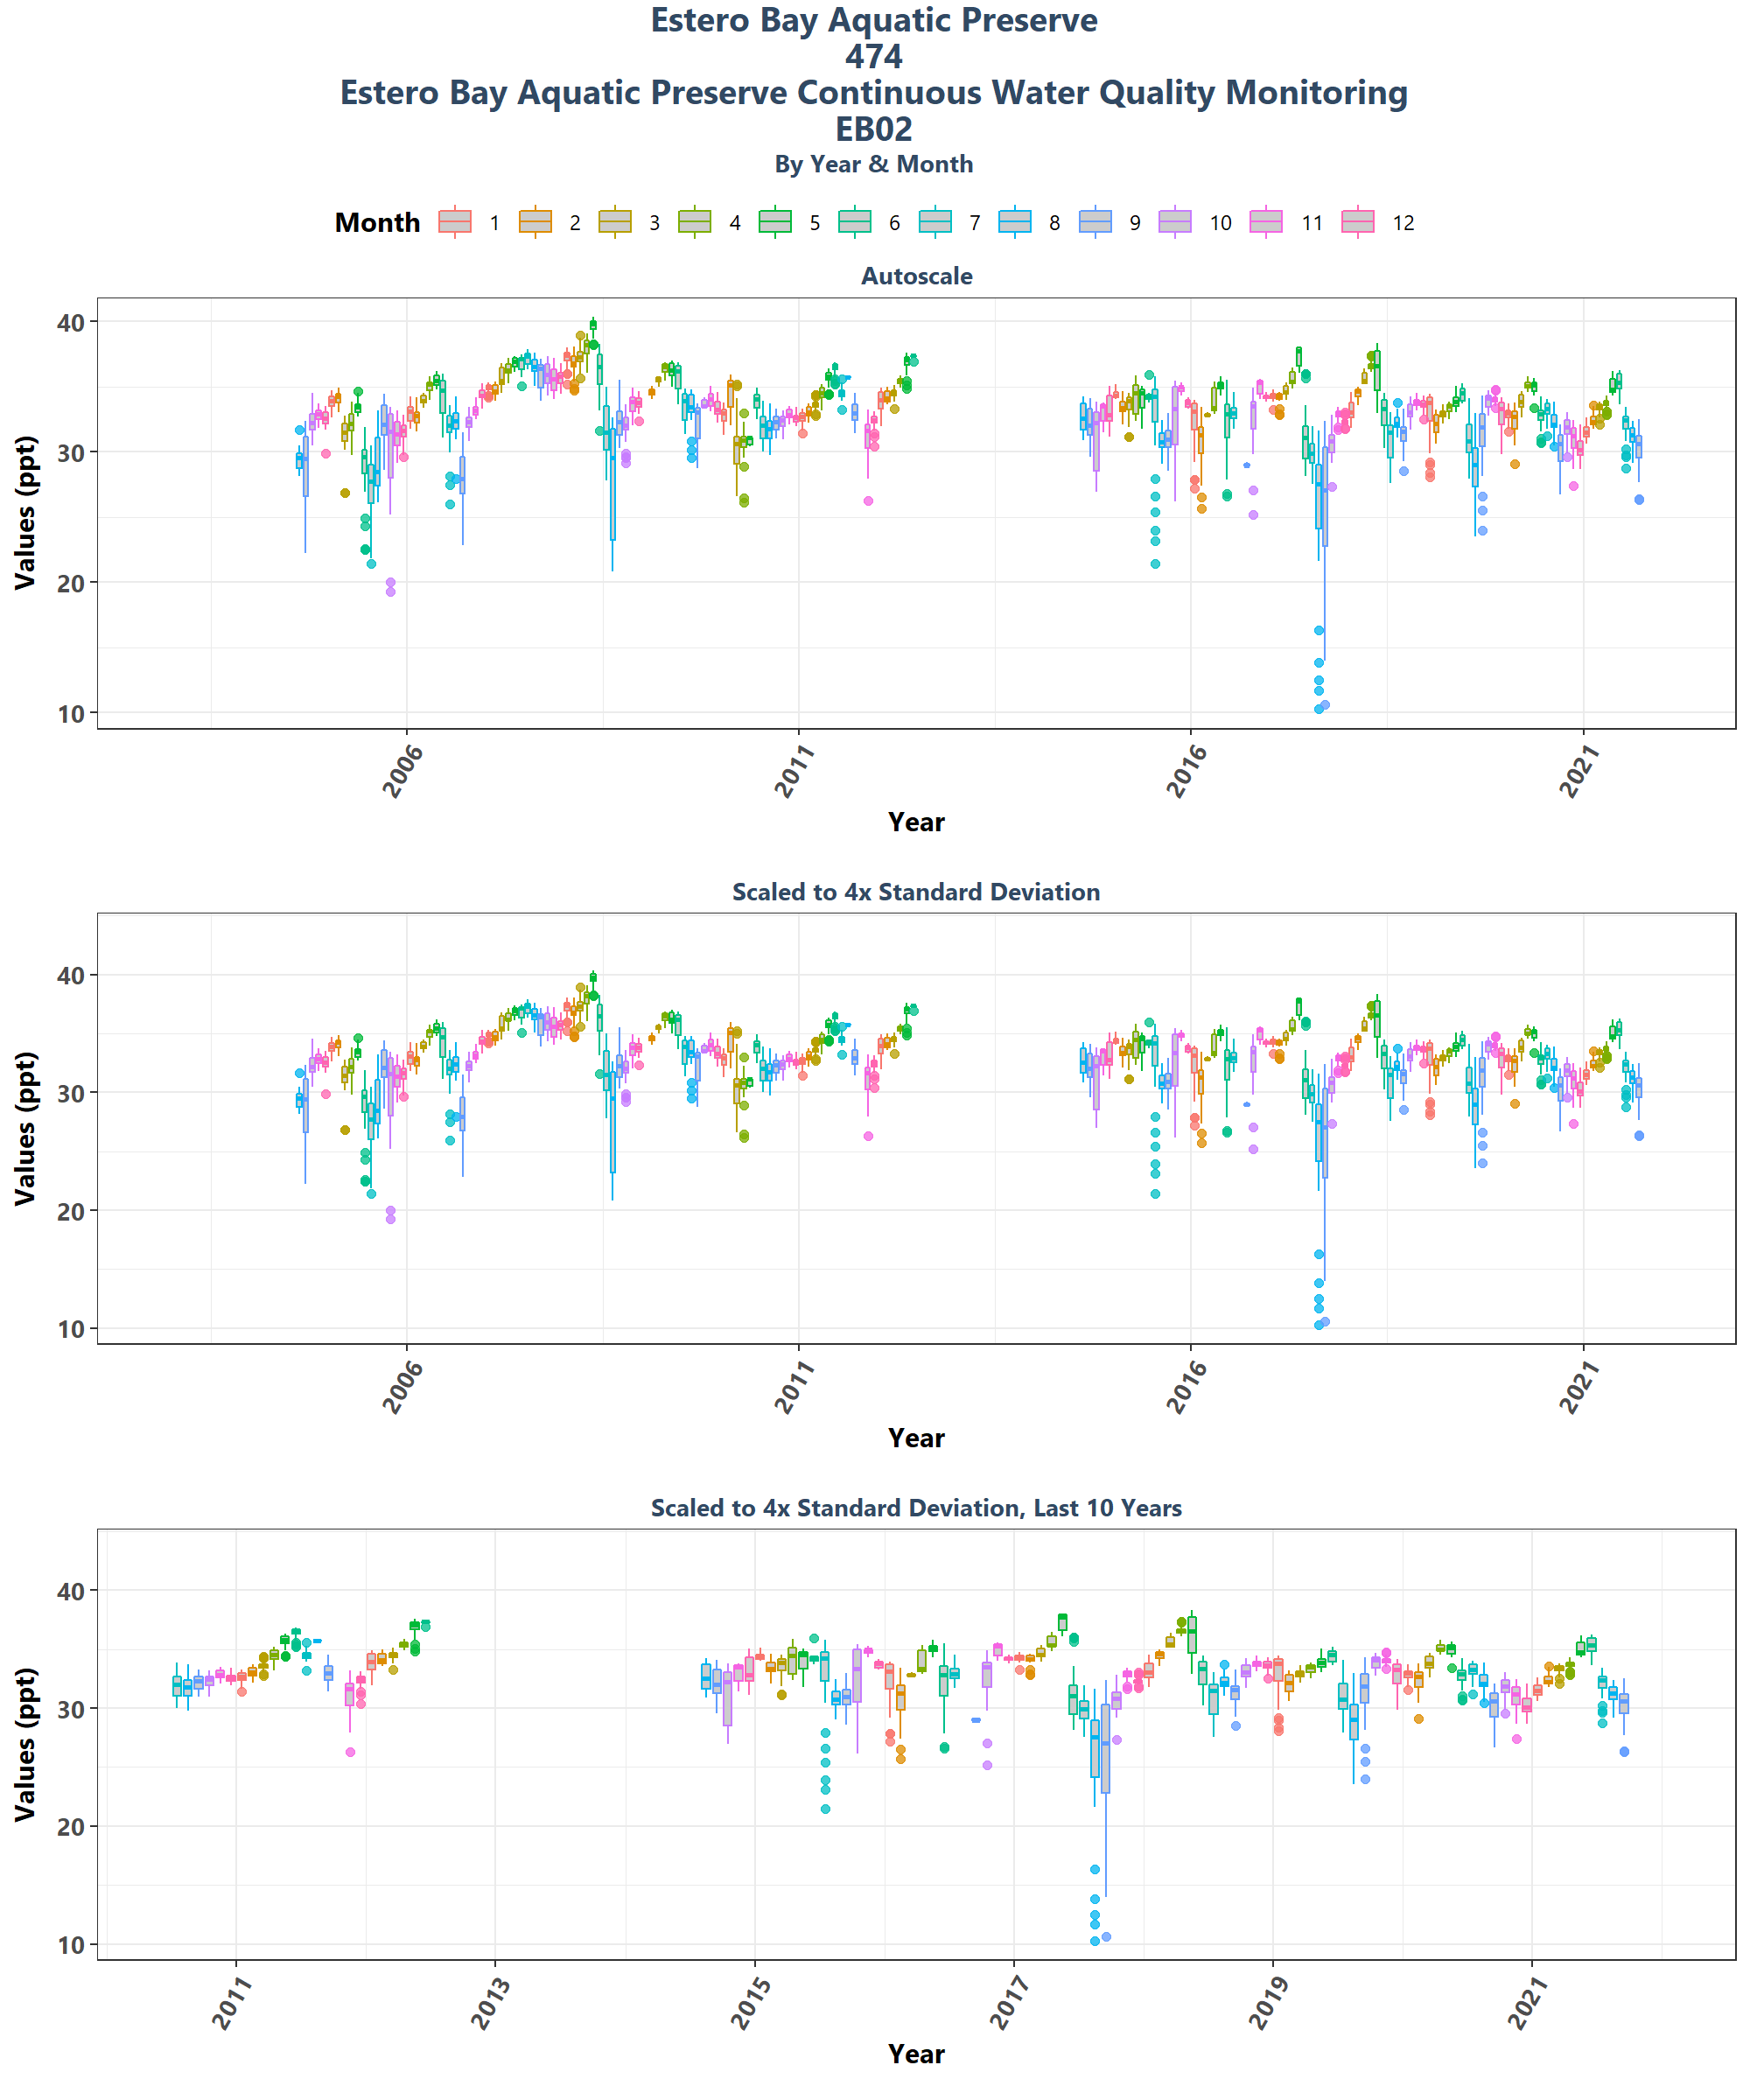 Estero Bay Aquatic Preserve
474
Estero Bay Aquatic Preserve Continuous Water Quality Monitoring
EB02
By Year & Month
Month 1 2 3 4 5 6 7 8 9 10 11 12
Autoscale
Values (ppt)
40
30
20
10
2006 2011 2016 2021
Year
Scaled to 4x Standard Deviation
Values (ppt)
40
30
20
10
2006 2011 2016 2021
Year
Scaled to 4x Standard Deviation, Last 10 Years
Values (ppt)
40
30
20
10
2011 2013 2015 2017 2019 2021
Year